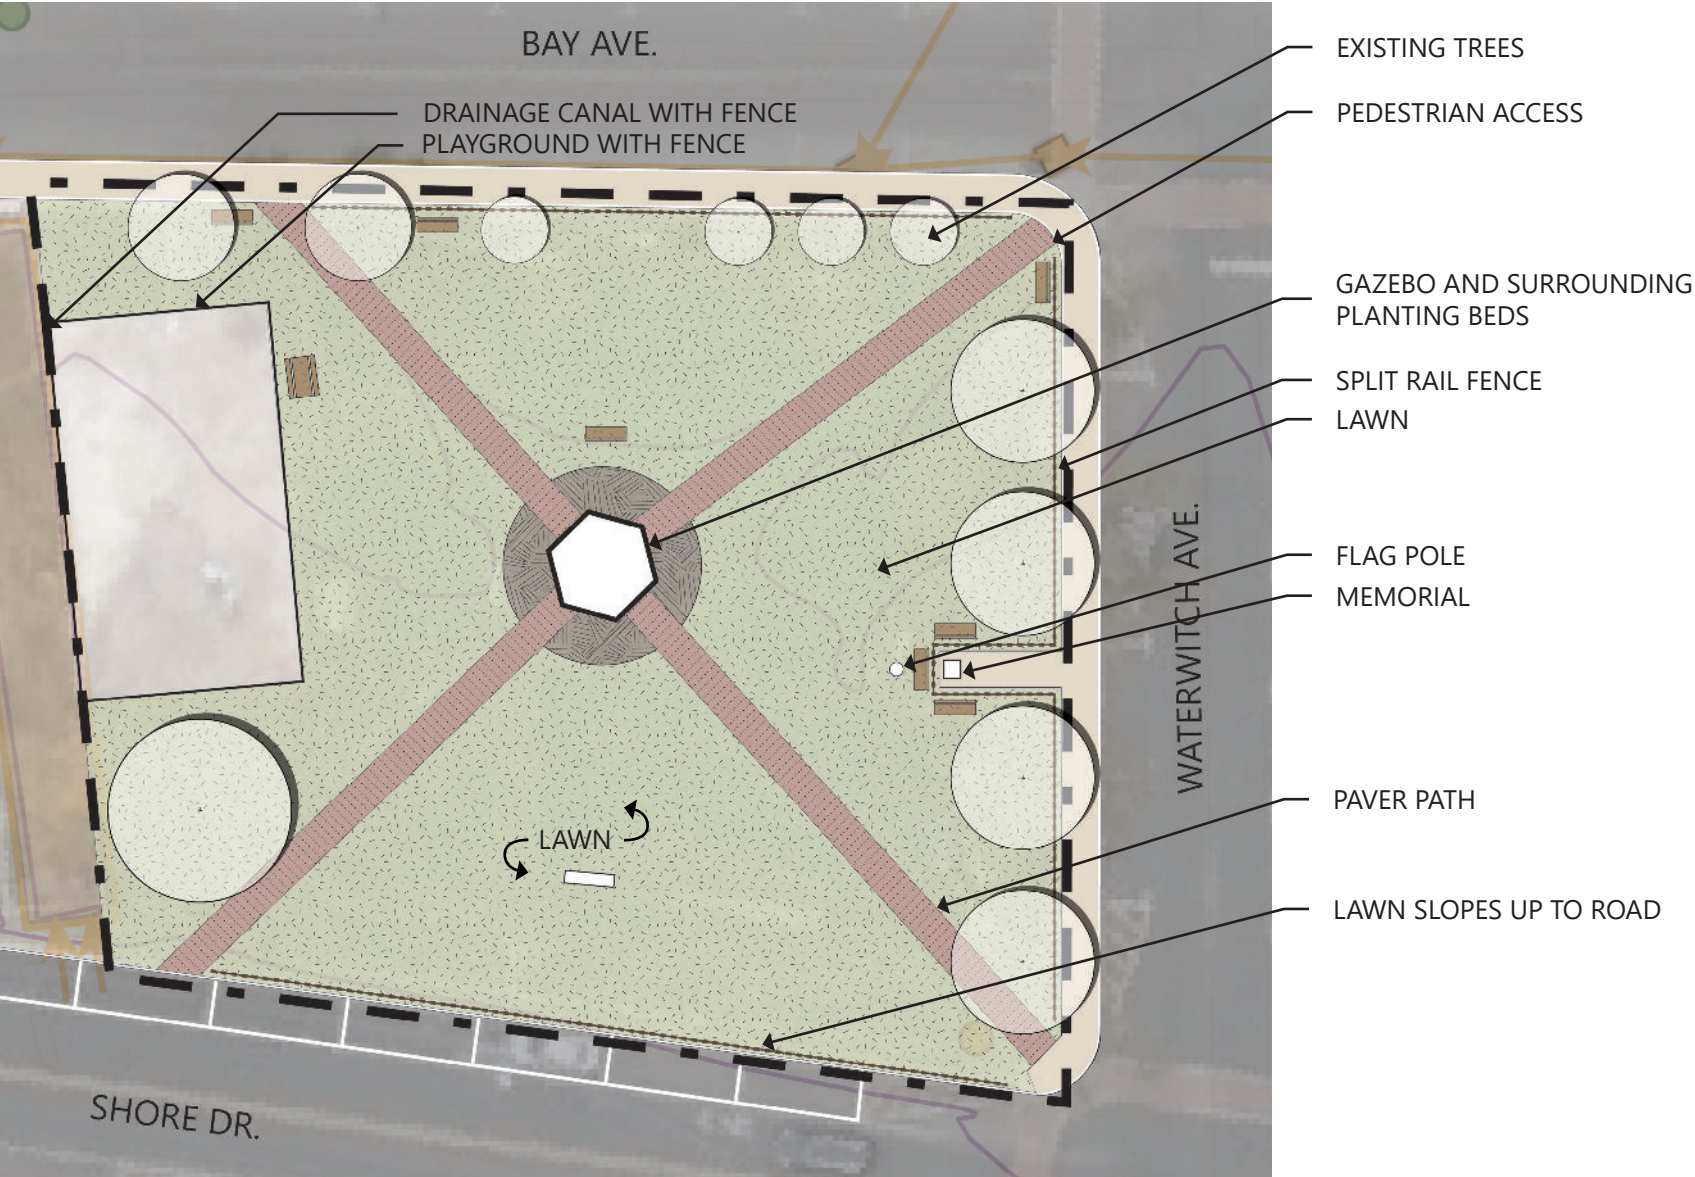 BAY AVE.
EXISTING TREES
DRAINAGE CANAL WITH FENCE
PEDESTRIAN ACCESS
PLAYGROUND WITH FENCE
GAZEBO AND SURROUNDING
PLANTING BEDS
SPLIT RAIL FENCE
LAWN
FLAG POLE
MEMORIAL
WATERWITCH AVE.
PAVER PATH
LAWN
LAWN SLOPES UP TO ROAD
SHORE DR.